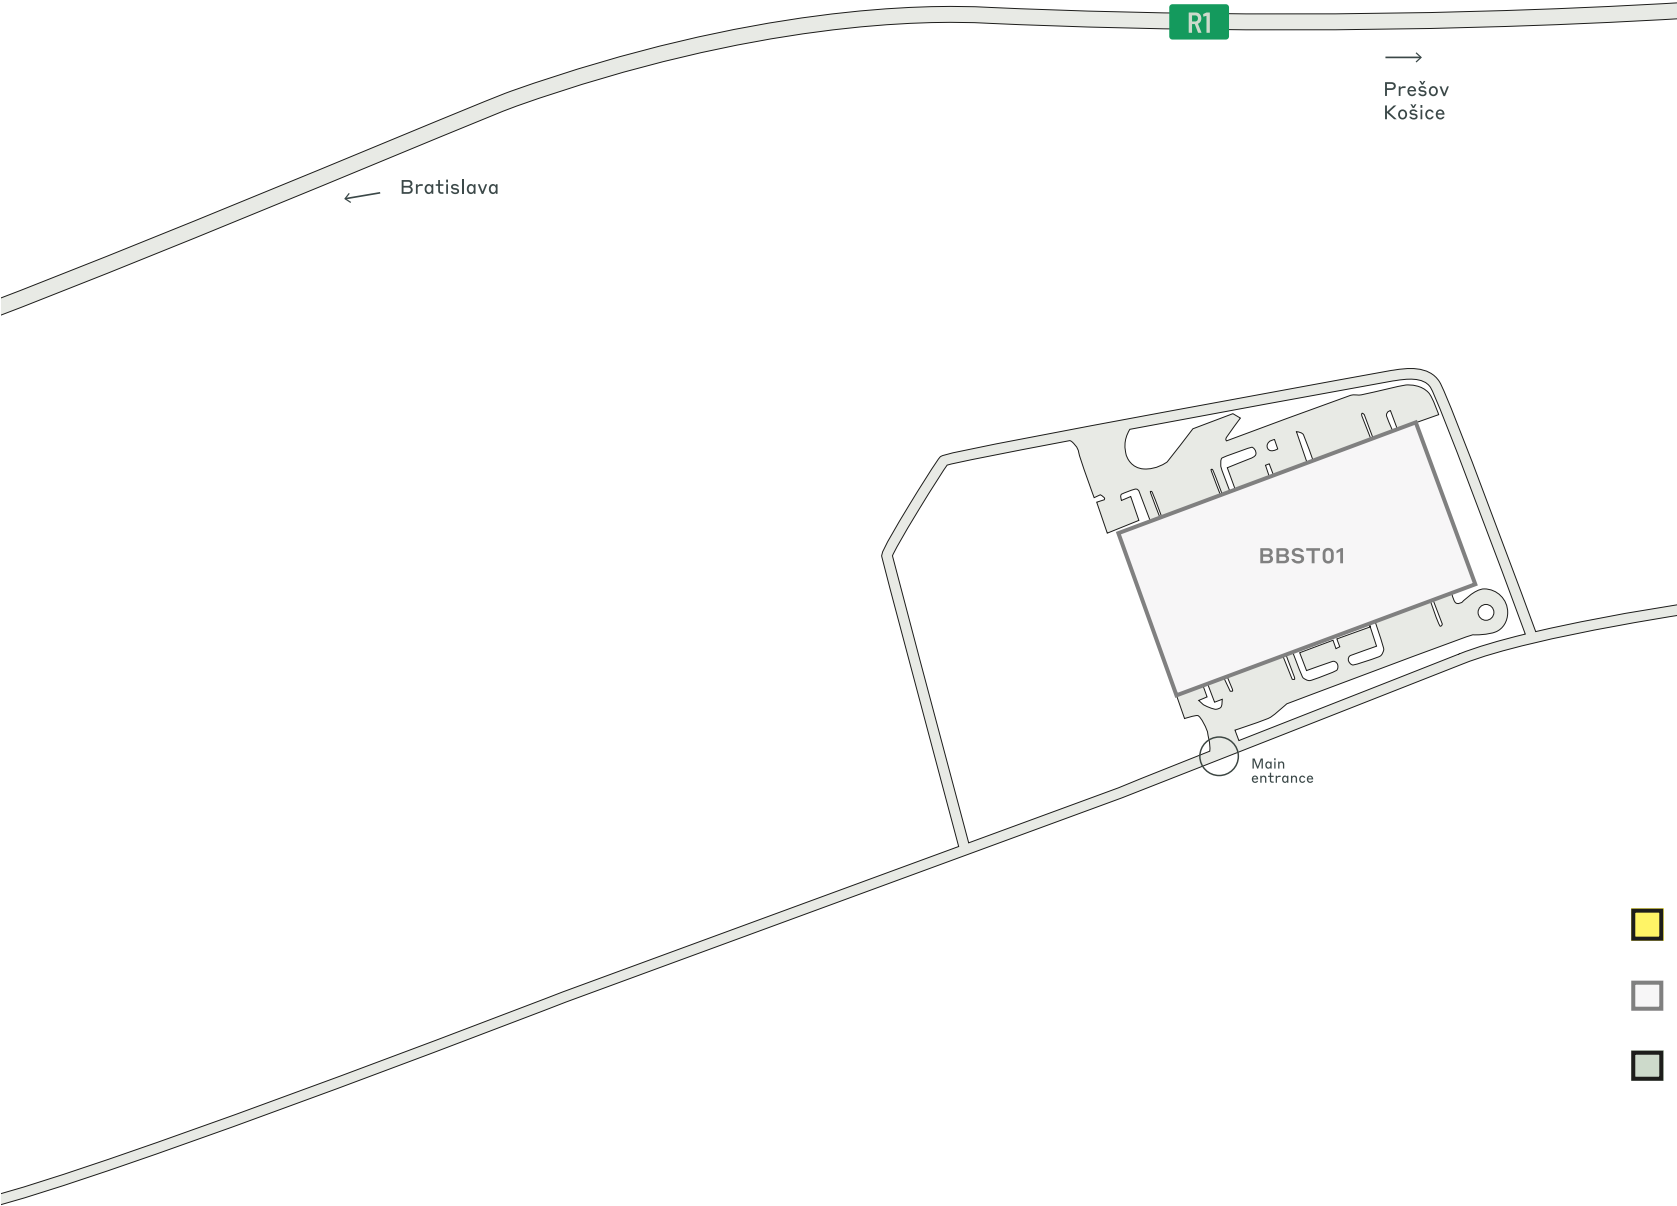 R1
Prešov
Košice
Bratislava
BBST01
Main
entrance